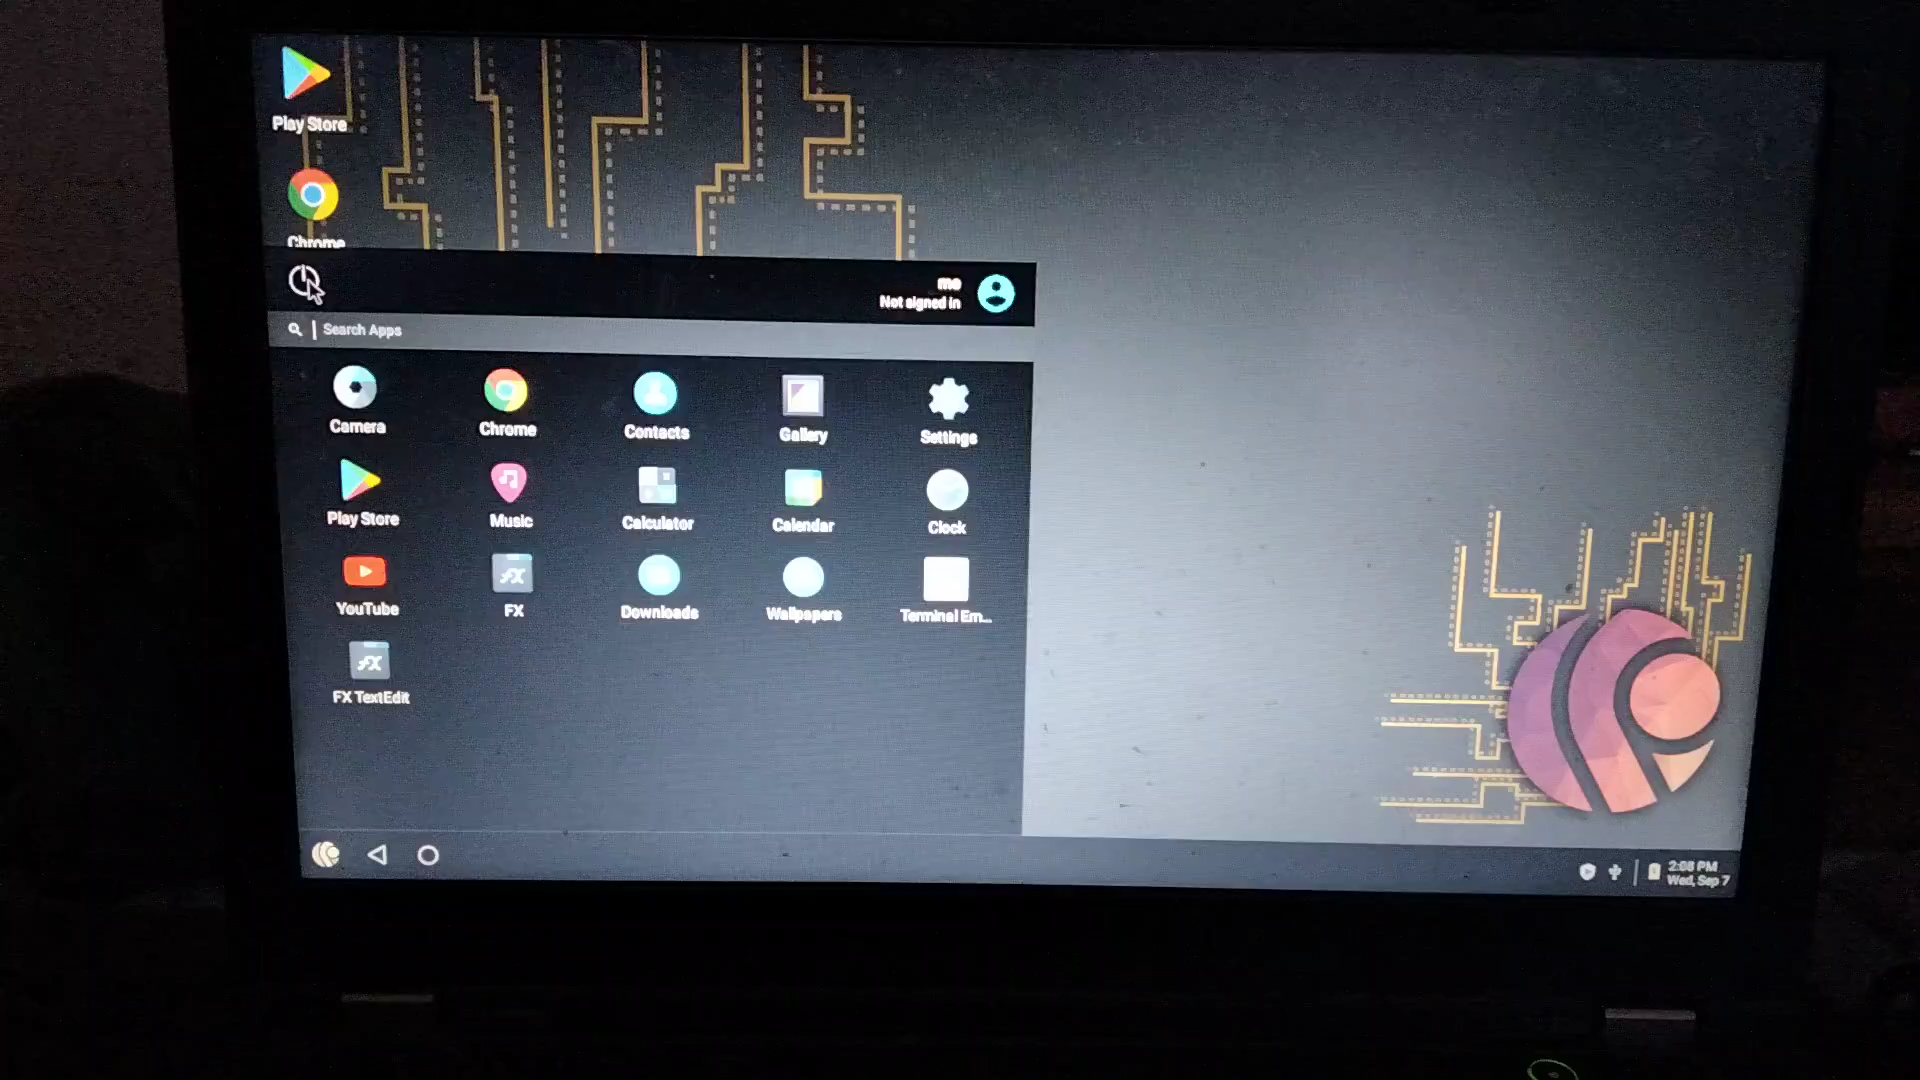 Play Store
Chrome
me
Not signed in
Search Apps
Camera
Chrome
Contacts
Gallery
Settings
Play Store
Music
Calculator
Calendar
Clock
YouTube
FX
Downloads
Wallpapers
Terminal Em...
FX TextEdit
2:08 PM
Wed, Sep 7